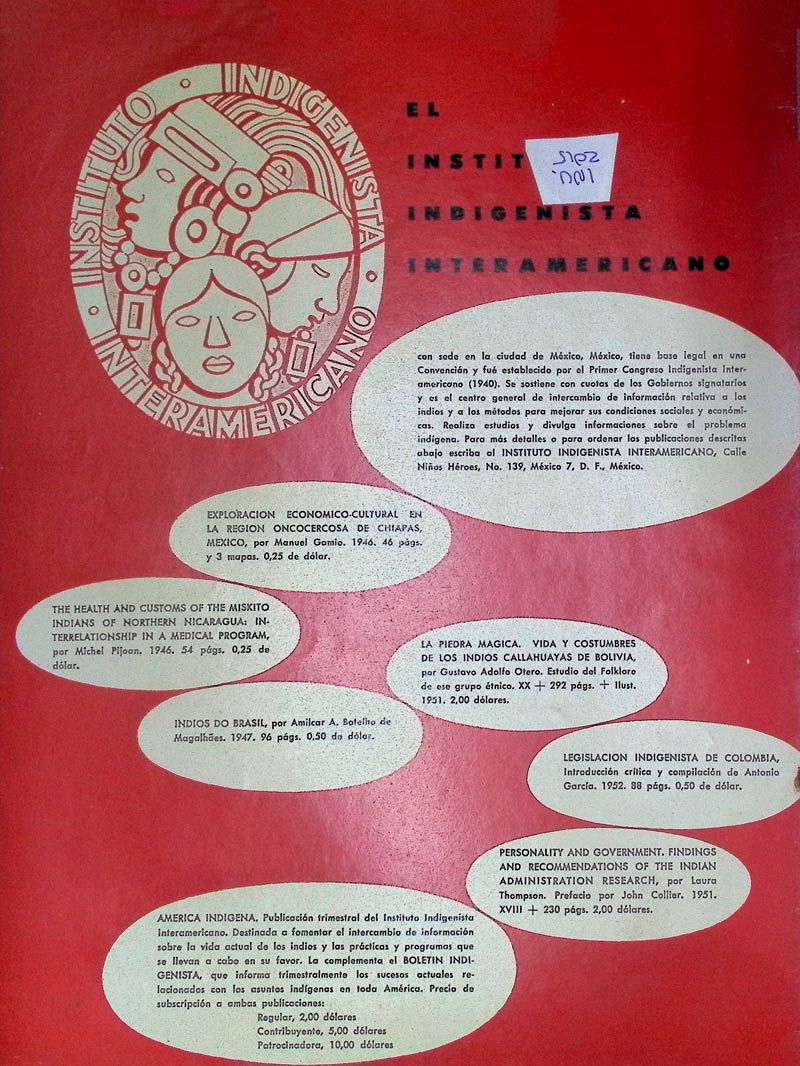 INSTITUTO · INDIGENISTA · INTERAMERICANO ·
EL
INSTIT
INDIGENISTA
INTERAMERICANO
con sede en la ciudad de México, México, tiene base legal en una
Convención y fué establecido por el Primer Congreso Indigenista Inter-
americano (1940). Se sostiene con cuotas de los Gobiernos signatarios
y es el centro general de intercambio de información relativa a los
indios y a los métodos para mejorar sus condiciones sociales y económi-
cas. Realiza estudios y divulga informaciones sobre el problema
indígena. Para más detalles o para ordenar las publicaciones descritas
abajo escriba al INSTITUTO INDIGENISTA INTERAMERICANO, Calle
Niños Héroes, No. 139, México 7, D. F., México.
EXPLORACION ECONOMICO-CULTURAL EN
LA REGION ONCOCERCOSA DE CHIAPAS,
MEXICO, por Manuel Gamio. 1946. 46 págs.
y 3 mapas. 0,25 de dólar.
THE HEALTH AND CUSTOMS OF THE MISKITO
INDIANS OF NORTHERN NICARAGUA: IN-
TERRELATIONSHIP IN A MEDICAL PROGRAM,
por Michel Pijoan. 1946. 54 págs. 0,25 de
dólar.
LA PIEDRA MAGICA. VIDA Y COSTUMBRES
DE LOS INDIOS CALLAHUAYAS DE BOLIVIA,
por Gustavo Adolfo Otero. Estudio del Folklore
de ese grupo étnico. XX + 292 págs. + Ilust.
1951. 2,00 dólares.
INDIOS DO BRASIL, por Amilcar A. Botelho de
Magalhães. 1947. 96 págs. 0,50 de dólar.
LEGISLACION INDIGENISTA DE COLOMBIA,
Introducción crítica y compilación de Antonio
García. 1952. 88 págs. 0,50 de dólar.
PERSONALITY AND GOVERNMENT. FINDINGS
AND RECOMMENDATIONS OF THE INDIAN
ADMINISTRATION RESEARCH, por Laura
Thompson. Prefacio por John Collier. 1951.
XVIII + 230 págs. 2,00 dólares.
AMERICA INDIGENA. Publicación trimestral del Instituto Indigenista
Interamericano. Destinada a fomentar el intercambio de información
sobre la vida actual de los indios y las prácticas y programas que
se llevan a cabo en su favor. La complementa el BOLETIN INDI-
GENISTA, que informa trimestralmente los sucesos actuales re-
lacionados con los asuntos indígenas en toda América. Precio de
subscripción a ambas publicaciones:
Regular, 2,00 dólares
Contribuyente, 5,00 dólares
Patrocinadora, 10,00 dólares